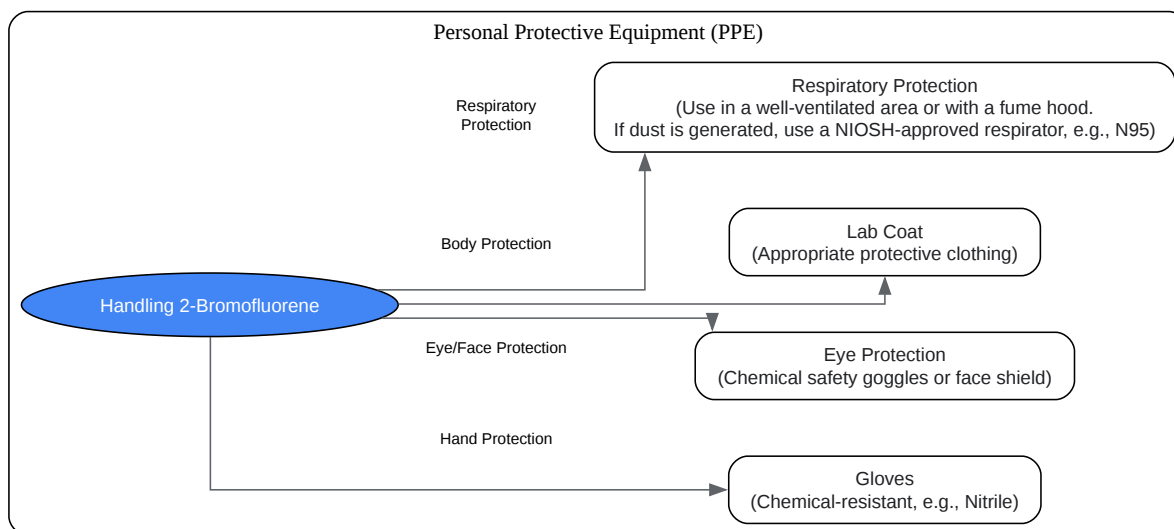 Personal Protective Equipment (PPE)
Respiratory
Protection
Respiratory Protection
(Use in a well-ventilated area or with a fume hood.
If dust is generated, use a NIOSH-approved respirator, e.g., N95)
Body Protection
Lab Coat
(Appropriate protective clothing)
Handling 2-Bromofluorene
Eye/Face Protection
Eye Protection
(Chemical safety goggles or face shield)
Hand Protection
Gloves
(Chemical-resistant, e.g., Nitrile)